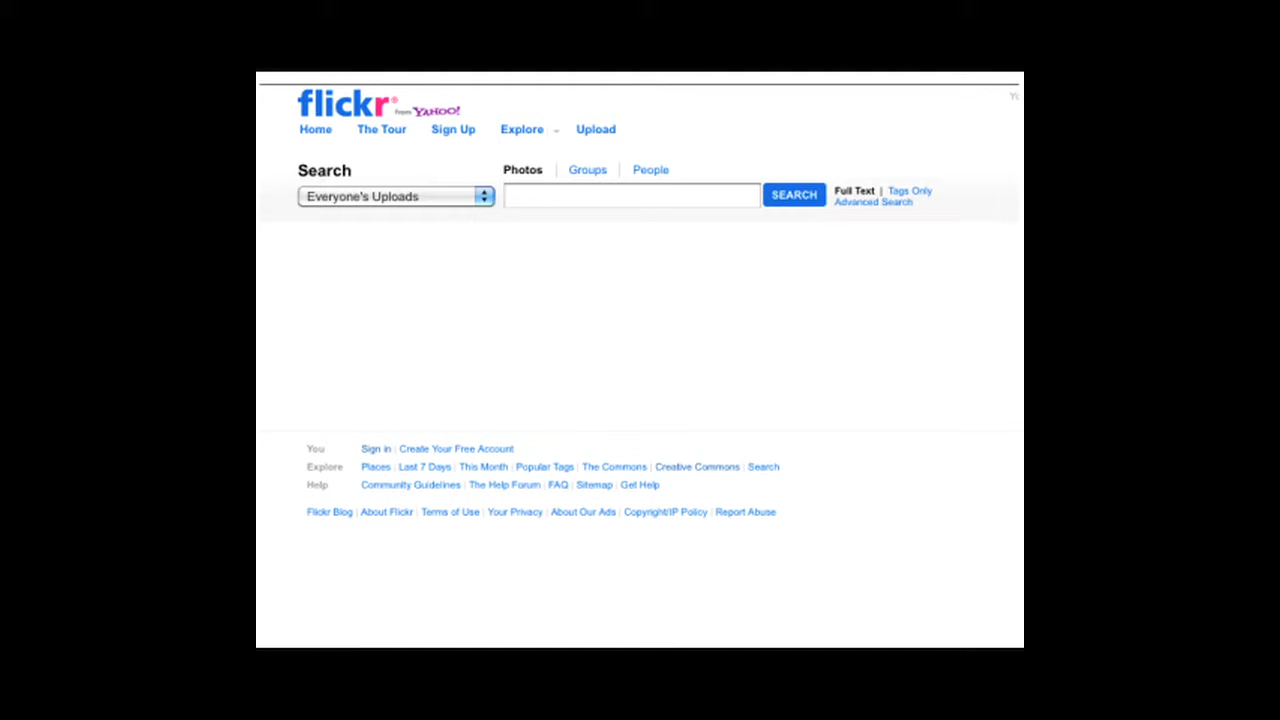 flickr from YAHOO!
Home The Tour Sign Up Explore Upload
Search Photos | Groups | People
Everyone's Uploads SEARCH Full Text | Tags Only
Advanced Search
You Sign in | Create Your Free Account
Explore Places | Last 7 Days | This Month | Popular Tags | The Commons | Creative Commons | Search
Help Community Guidelines | The Help Forum | FAQ | Sitemap | Get Help
Flickr Blog | About Flickr | Terms of Use | Your Privacy | About Our Ads | Copyright/IP Policy | Report Abuse